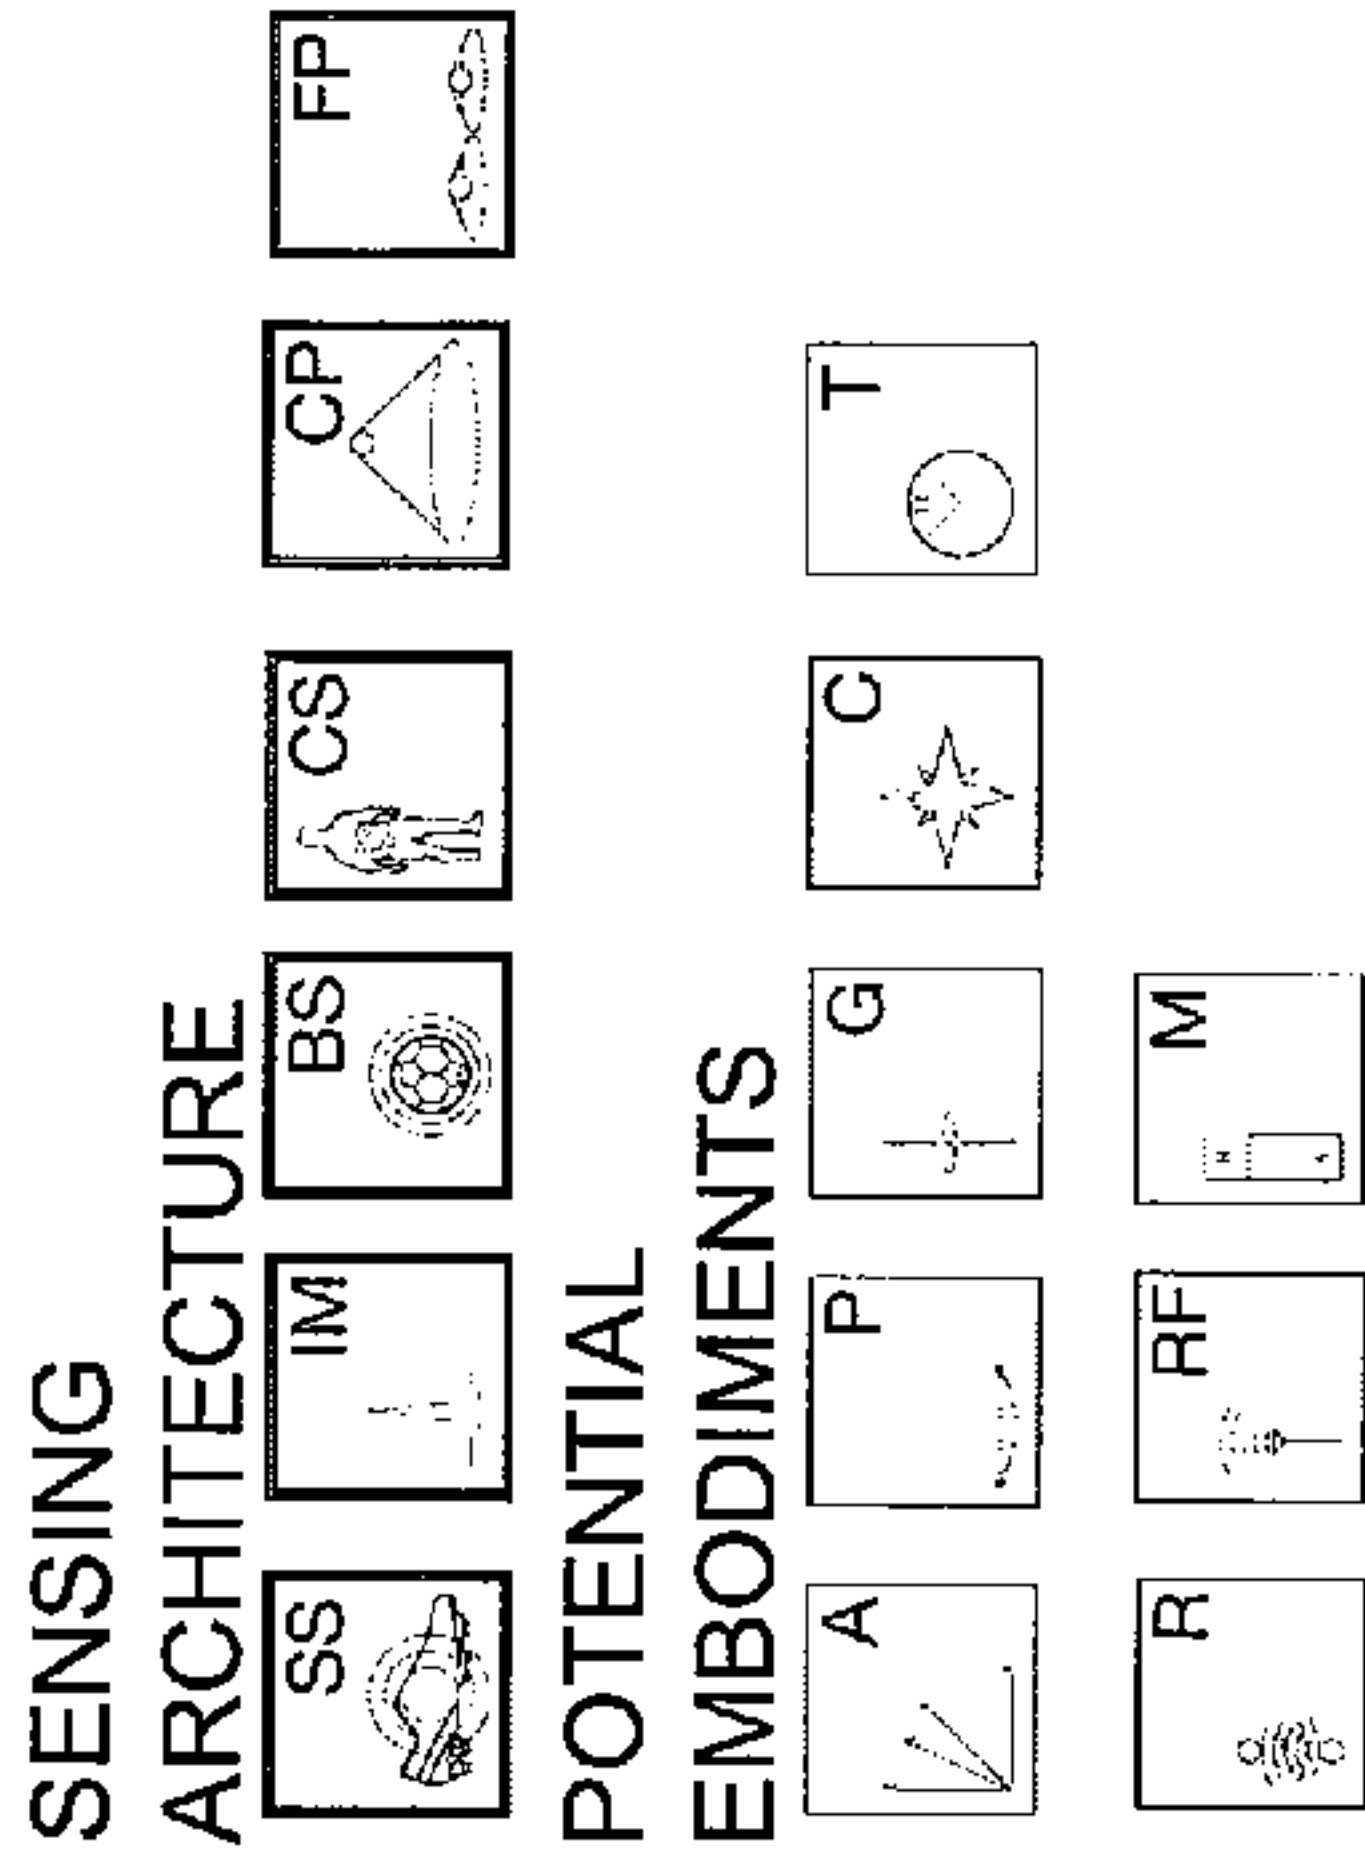 SENSING
ARCHITECTURE
SS IM BS CS CP FP
POTENTIAL
EMBODIMENTS
A P G C T
R RF M